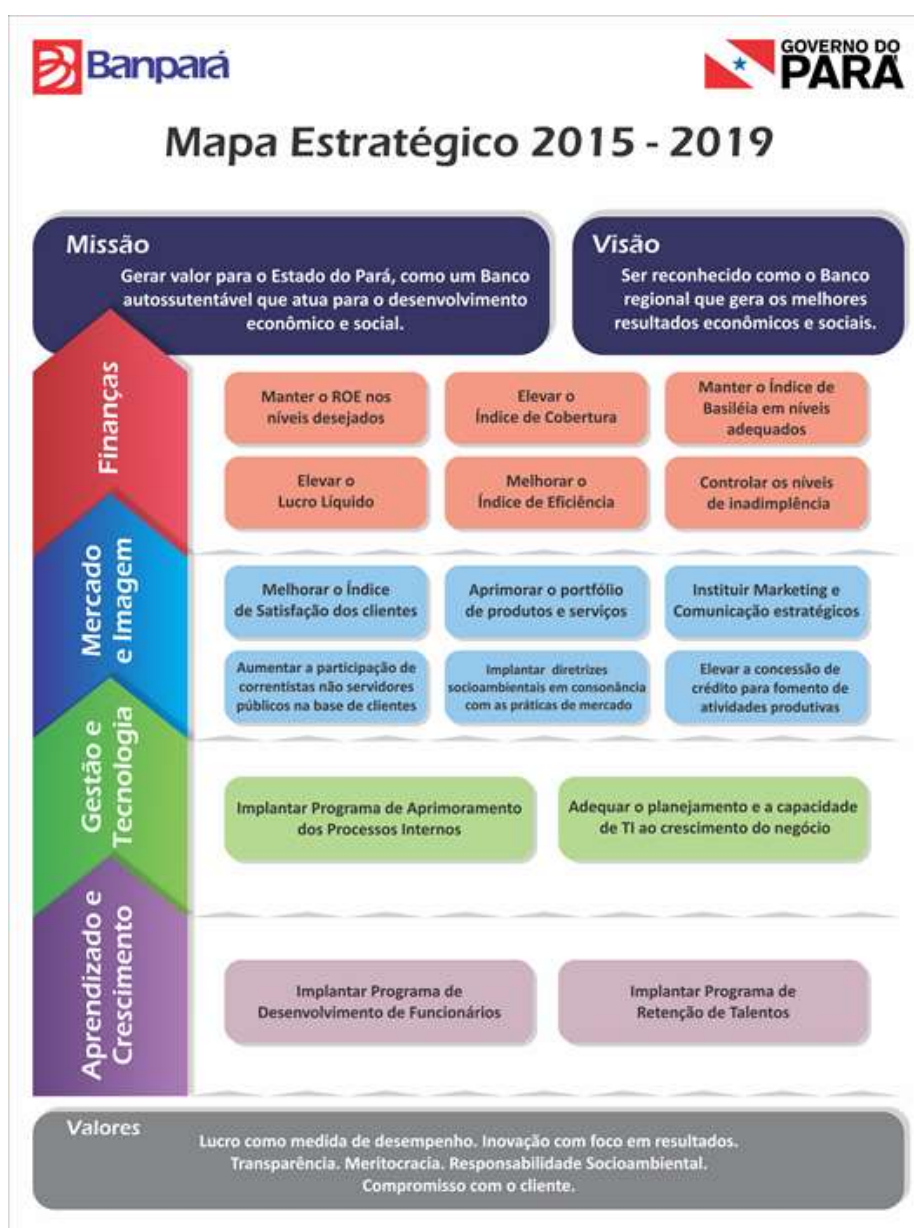 Banpará
GOVERNO DO
PARÁ
Mapa Estratégico 2015 - 2019
Missão
Gerar valor para o Estado do Pará, como um Banco
autossutentável que atua para o desenvolvimento
econômico e social.
Visão
Ser reconhecido como o Banco
regional que gera os melhores
resultados econômicos e sociais.
Finanças
Manter o ROE nos
níveis desejados
Elevar o
Índice de Cobertura
Manter o Índice de
Basiléia em níveis
adequados
Elevar o
Lucro Líquido
Melhorar o
Índice de Eficiência
Controlar os níveis
de inadimplência
Mercado
e Imagem
Melhorar o Índice
de Satisfação dos clientes
Aprimorar o portfólio
de produtos e serviços
Instituir Marketing e
Comunicação estratégicos
Aumentar a participação de
correntistas não servidores
públicos na base de clientes
Implantar diretrizes
socioambientais em consonância
com as práticas de mercado
Elevar a concessão de
crédito para fomento de
atividades produtivas
Gestão e
Tecnologia
Implantar Programa de Aprimoramento
dos Processos Internos
Adequar o planejamento e a capacidade
de TI ao crescimento do negócio
Aprendizado e
Crescimento
Implantar Programa de
Desenvolvimento de Funcionários
Implantar Programa de
Retenção de Talentos
Valores
Lucro como medida de desempenho. Inovação com foco em resultados.
Transparência. Meritocracia. Responsabilidade Socioambiental.
Compromisso com o cliente.